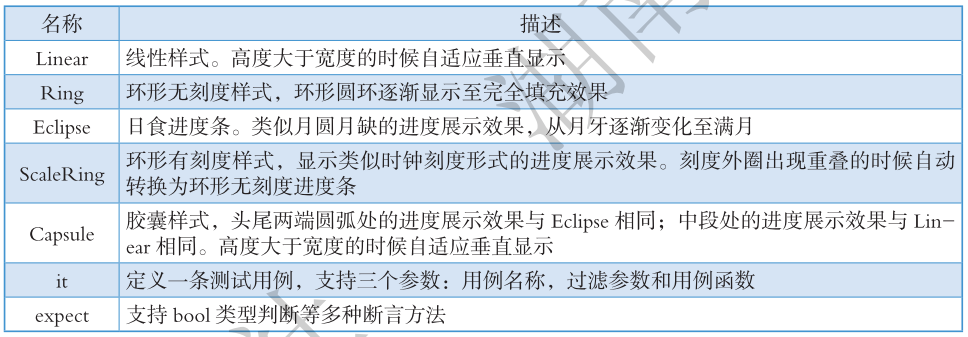 名称 描述
Linear 线性样式。高度大于宽度的时候自适应垂直显示
Ring 环形无刻度样式，环形圆环逐渐显示至完全填充效果
Eclipse 日食进度条。类似月圆月缺的进度展示效果，从月牙逐渐变化至满月
ScaleRing 环形有刻度样式，显示类似时钟刻度形式的进度展示效果。刻度外圈出现重叠的时候自动
转换为环形无刻度进度条
Capsule 胶囊样式，头尾两端圆弧处的进度展示效果与 Eclipse 相同；中段处的进度展示效果与 Lin-
ear 相同。高度大于宽度的时候自适应垂直显示
it 定义一条测试用例，支持三个参数：用例名称，过滤参数和用例函数
expect 支持 bool 类型判断等多种断言方法